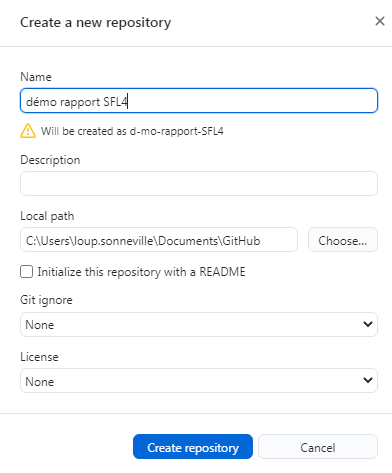 Create a new repository
Name
démo rapport SFL4
Will be created as d-mo-rapport-SFL4
Description
Local path
C:\Users\loup.sonneville\Documents\GitHub
Choose...
Initialize this repository with a README
Git ignore
None
License
None
Create repository
Cancel